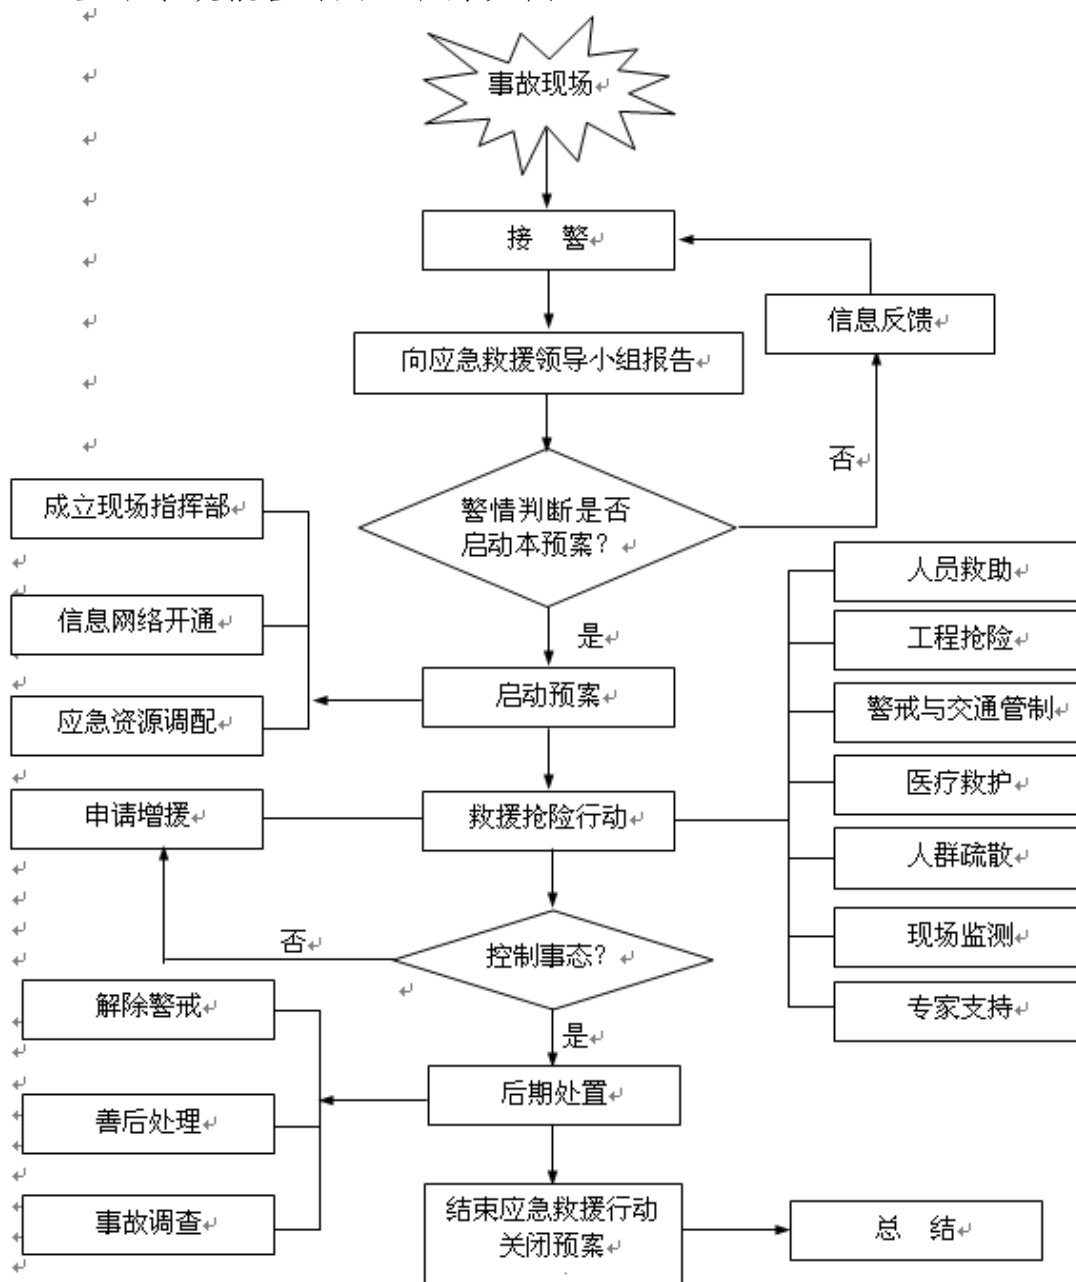 事故现场
接 警
信息反馈
向应急救援领导小组报告
否
成立现场指挥部
警情判断是否
启动本预案？
人员救助
信息网络开通
是
工程抢险
启动预案
警戒与交通管制
应急资源调配
医疗救护
申请增援
救援抢险行动
人群疏散
否
控制事态？
现场监测
解除警戒
专家支持
是
后期处置
善后处理
结束应急救援行动
关闭预案
事故调查
总 结